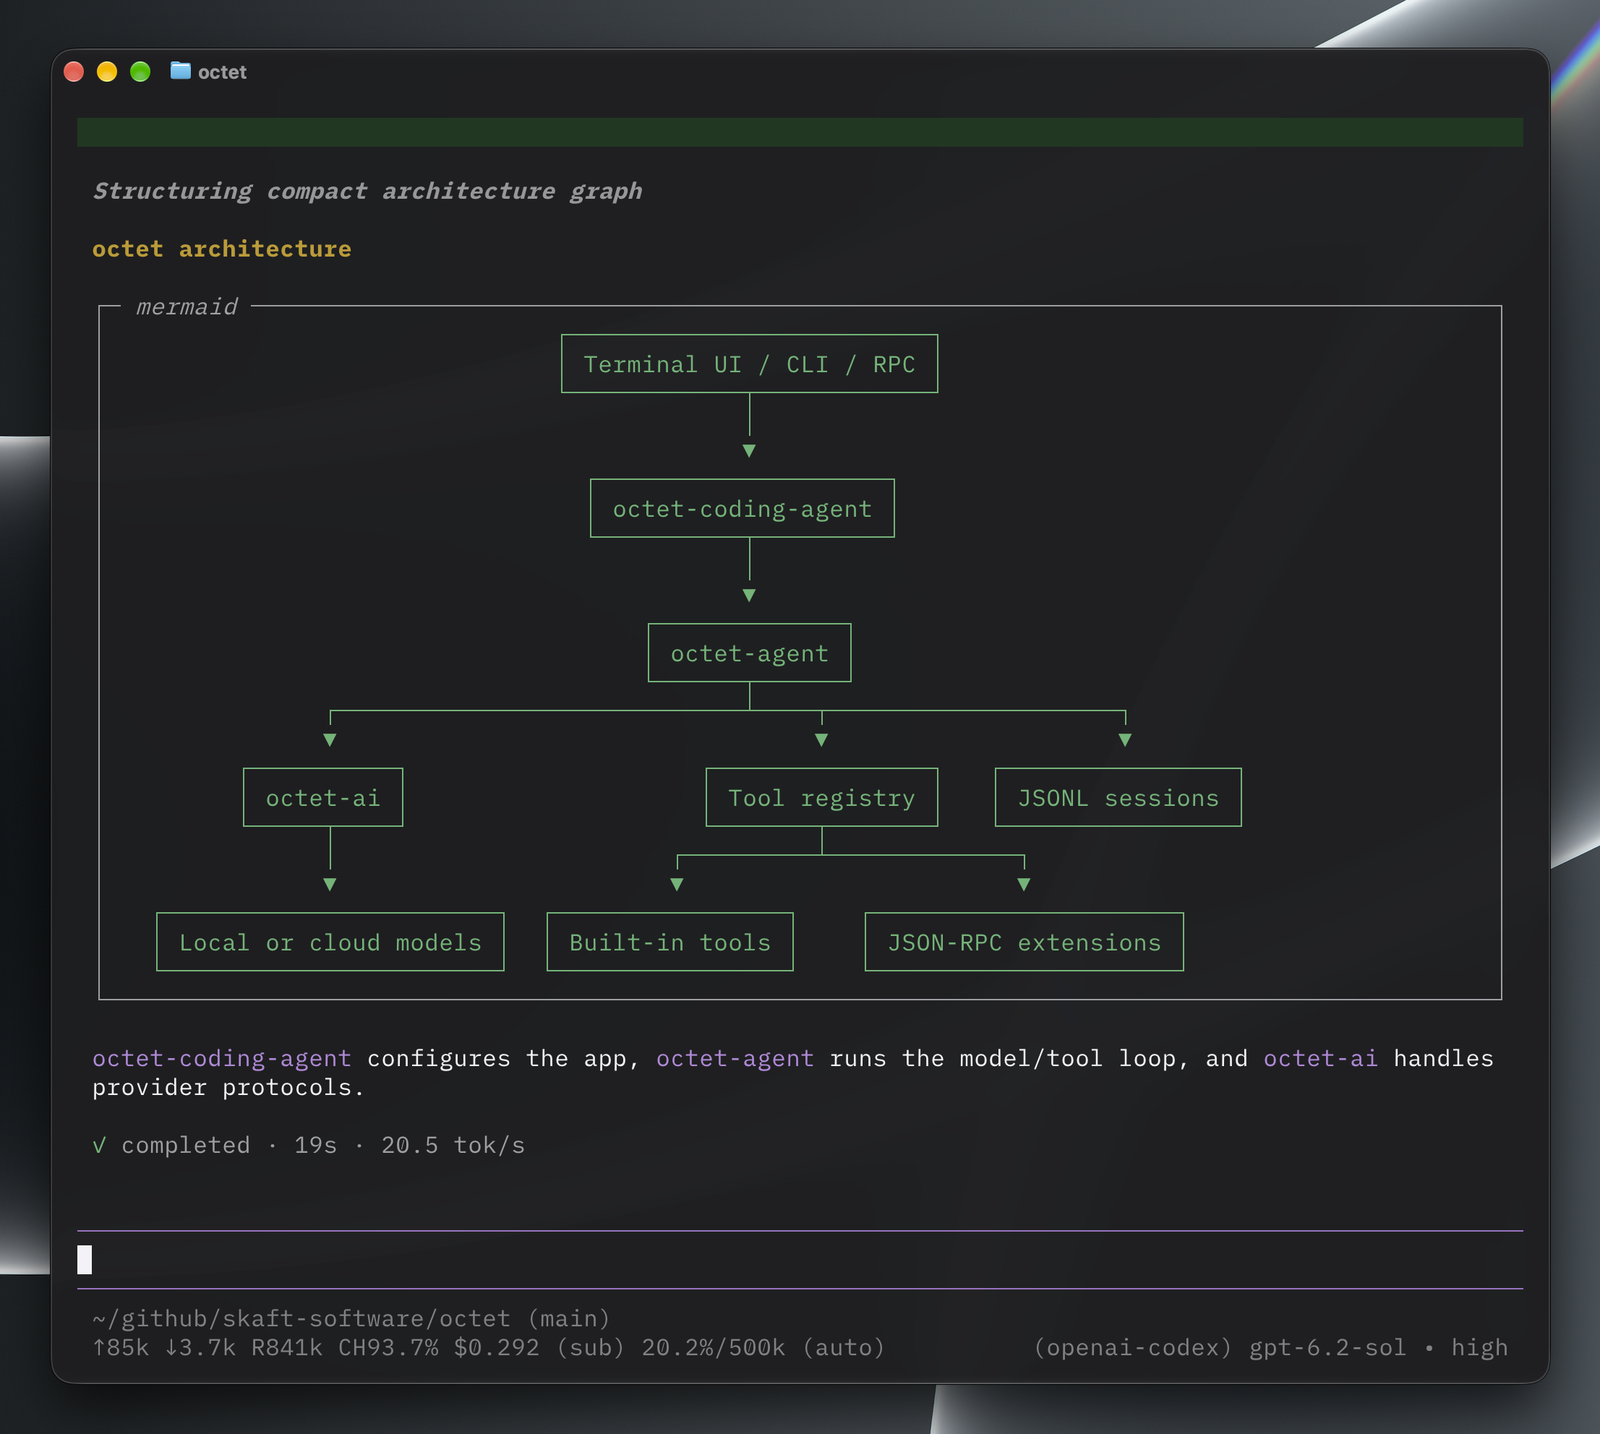 octet
Structuring compact architecture graph
octet architecture
mermaid
Terminal UI / CLI / RPC
octet-coding-agent
octet-agent
octet-ai
Tool registry
JSONL sessions
Local or cloud models
Built-in tools
JSON-RPC extensions
octet-coding-agent configures the app, octet-agent runs the model/tool loop, and octet-ai handles
provider protocols.
✓ completed · 19s · 20.5 tok/s
~/github/skaft-software/octet (main)
↑85k ↓3.7k R841k CH93.7% $0.292 (sub) 20.2%/500k (auto) (openai-codex) gpt-6.2-sol • high